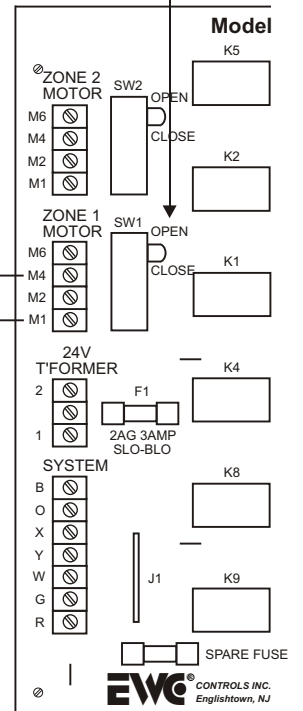 Model
K5
ZONE 2
MOTOR
SW2
OPEN
CLOSE
M6
M4
M2
M1
K2
ZONE 1
MOTOR
SW1
OPEN
CLOSE
M6
M4
M2
M1
K1
24V
T'FORMER
2
1
F1
2AG 3AMP
SLO-BLO
K4
SYSTEM
B
O
X
Y
W
G
R
K8
J1
K9
SPARE FUSE
EWC® CONTROLS INC.
Englishtown, NJ